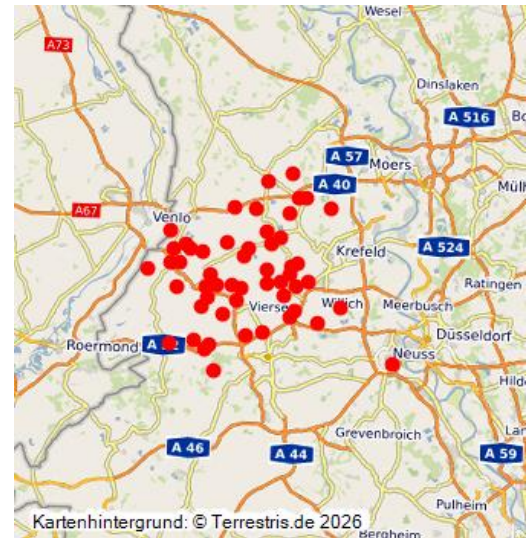 Wesel
A73
Dinslaken
A 516
A 57
Moers
A 40
A67
Venlo
A 524
Krefeld
Willich
Meerbusch
Ratingen
Düsseldorf
Roermond
Neuss
A 46
Grevenbroich
A 44
A 59
Pulheim
Bergheim
Kartenhintergrund: © Terrestris.de 2026